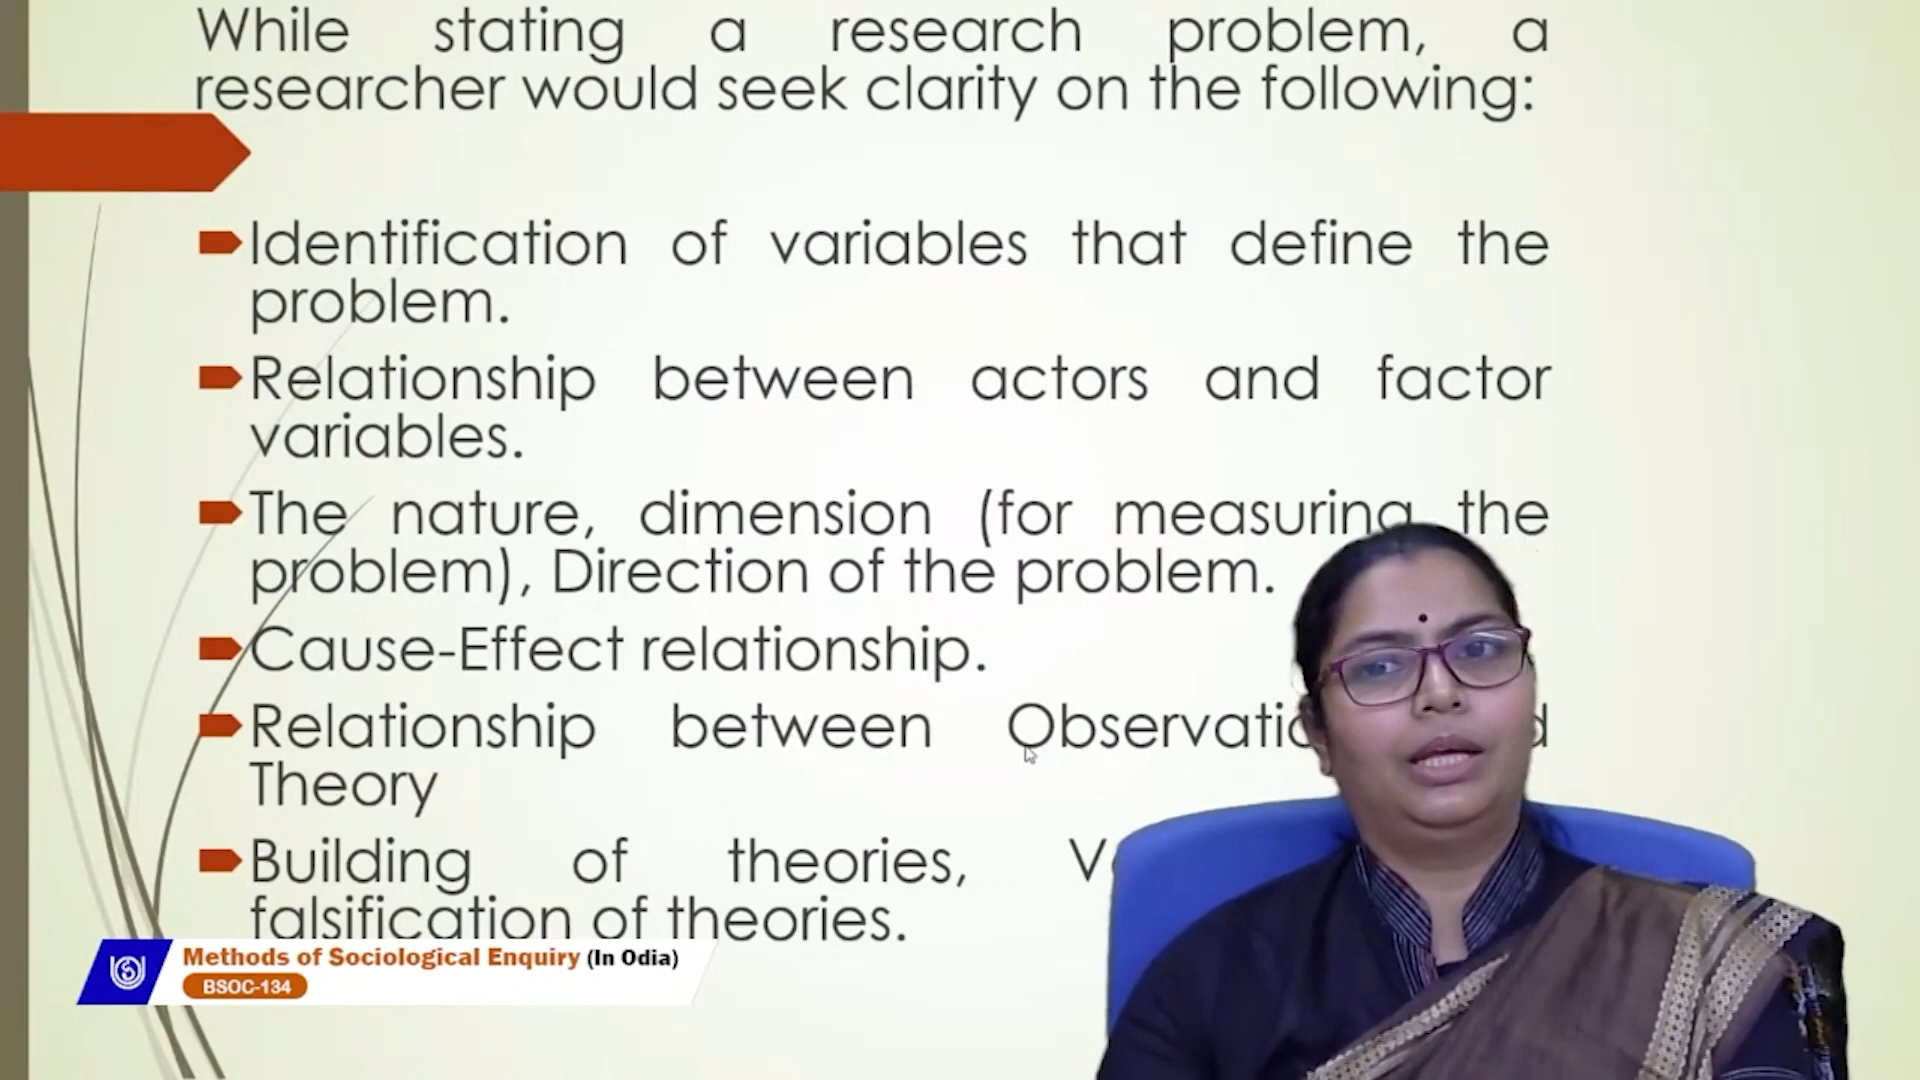 While stating a research problem, a
researcher would seek clarity on the following:
Identification of variables that define the
problem.
Relationship between actors and factor
variables.
The nature, dimension (for measuring the
problem), Direction of the problem.
Cause-Effect relationship.
Relationship between
Theory
Building of theories,
falsification of theories.
Methods of Sociological Enquiry (In Odia)
BSOC-134